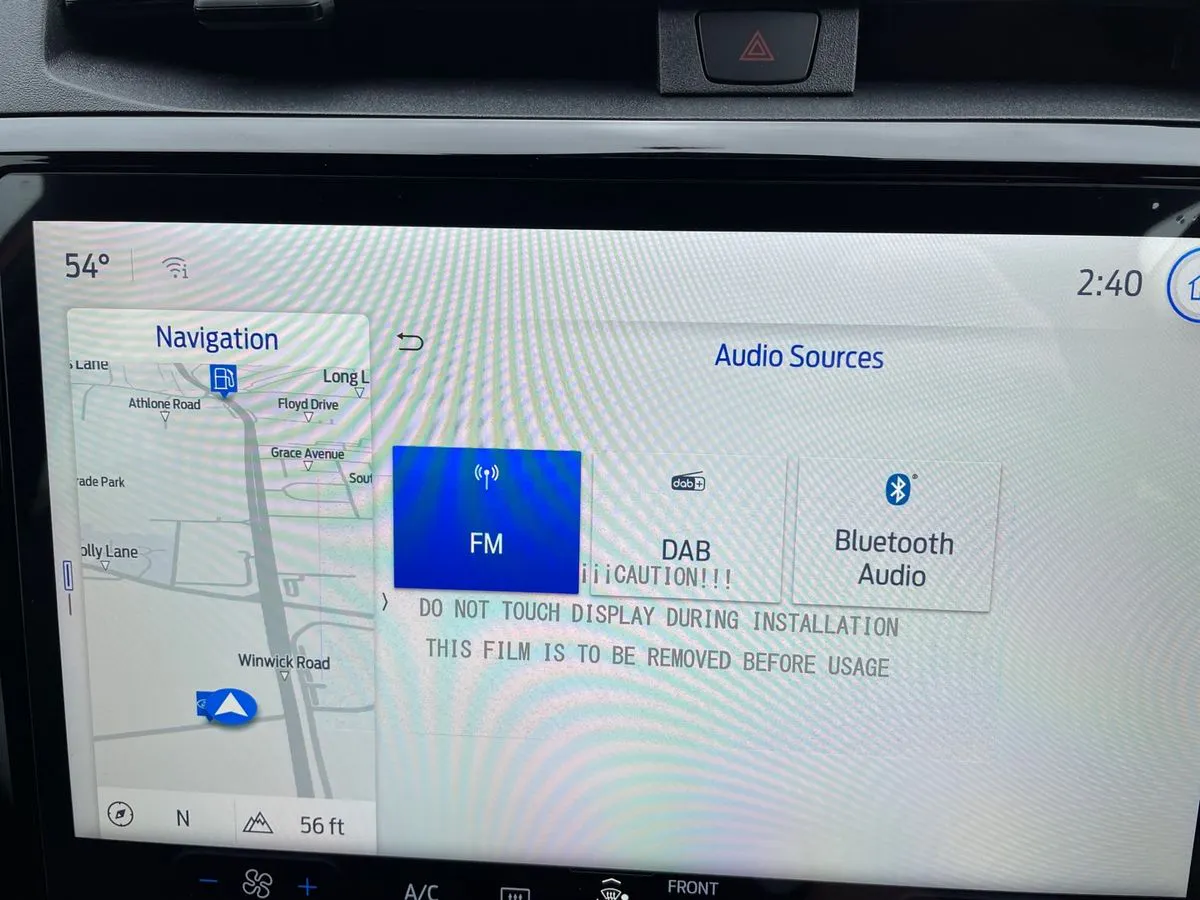 54°
2:40
Navigation
Audio Sources
s Lane
Long L
Athlone Road
Floyd Drive
Grace Avenue
Sout
rade Park
olly Lane
Winwick Road
N
56 ft
FM
dab+
DAB
Bluetooth
Audio
¡¡¡CAUTION!!!
DO NOT TOUCH DISPLAY DURING INSTALLATION
THIS FILM IS TO BE REMOVED BEFORE USAGE
A/C
FRONT